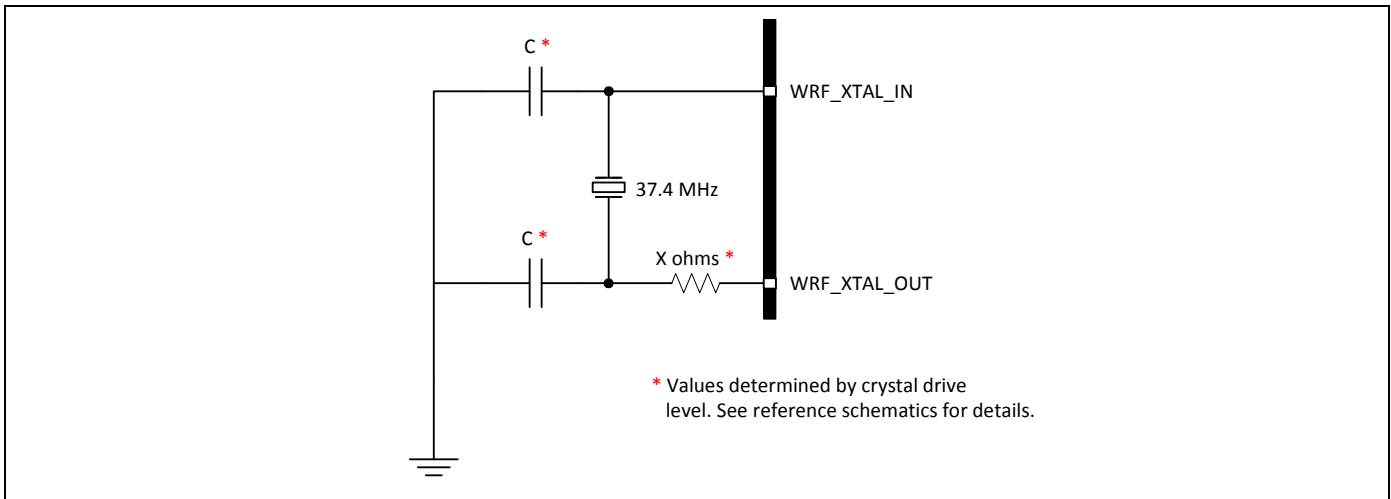 C *
WRF_XTAL_IN
37.4 MHz
C *
X ohms *
WRF_XTAL_OUT
* Values determined by crystal drive
level. See reference schematics for details.